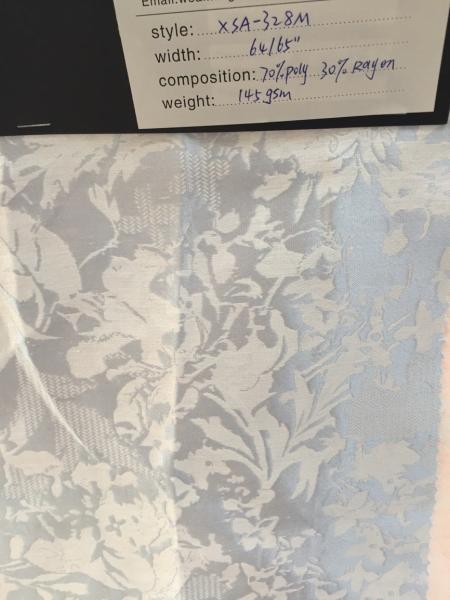 style: XSA-328M
width: 64/65"
composition: 70% poly 30% Rayon
weight: 145gsm